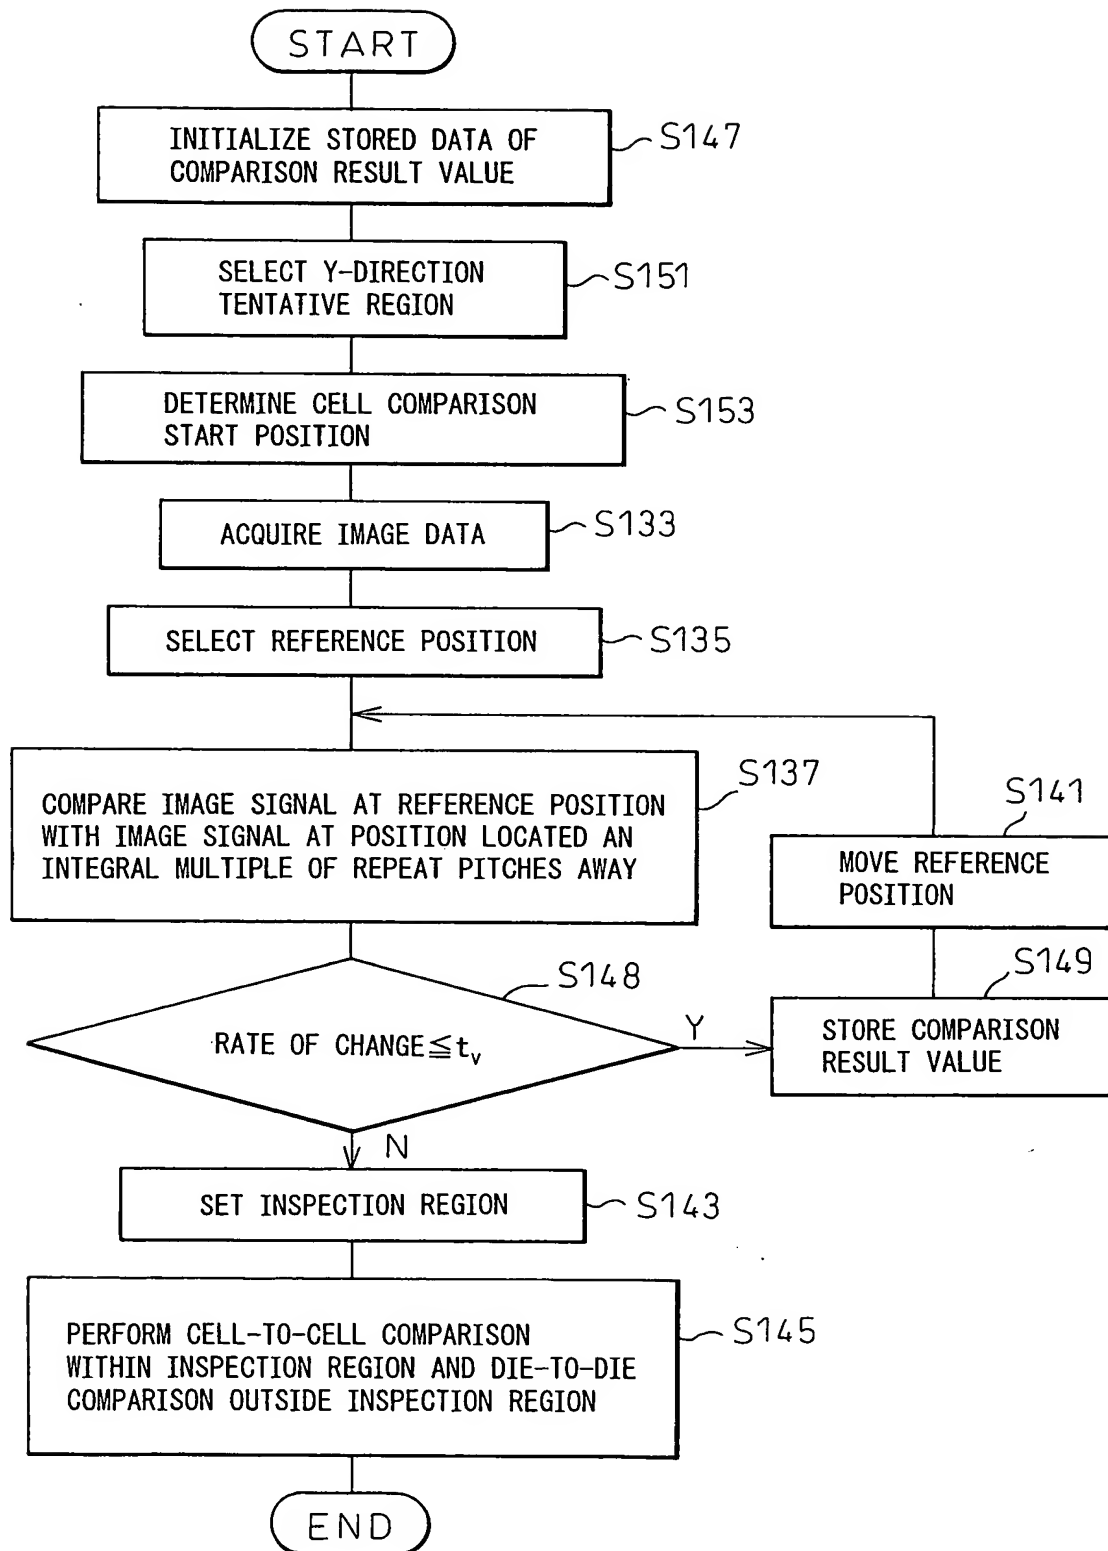 START
INITIALIZE STORED DATA OF
COMPARISON RESULT VALUE
S147
SELECT Y-DIRECTION
TENTATIVE REGION
S151
DETERMINE CELL COMPARISON
START POSITION
S153
ACQUIRE IMAGE DATA
S133
SELECT REFERENCE POSITION
S135
COMPARE IMAGE SIGNAL AT REFERENCE POSITION
WITH IMAGE SIGNAL AT POSITION LOCATED AN
INTEGRAL MULTIPLE OF REPEAT PITCHES AWAY
S137
S141
MOVE REFERENCE
POSITION
S148
RATE OF CHANGE≦tv
Y
S149
STORE COMPARISON
RESULT VALUE
N
SET INSPECTION REGION
S143
PERFORM CELL-TO-CELL COMPARISON
WITHIN INSPECTION REGION AND DIE-TO-DIE
COMPARISON OUTSIDE INSPECTION REGION
S145
END